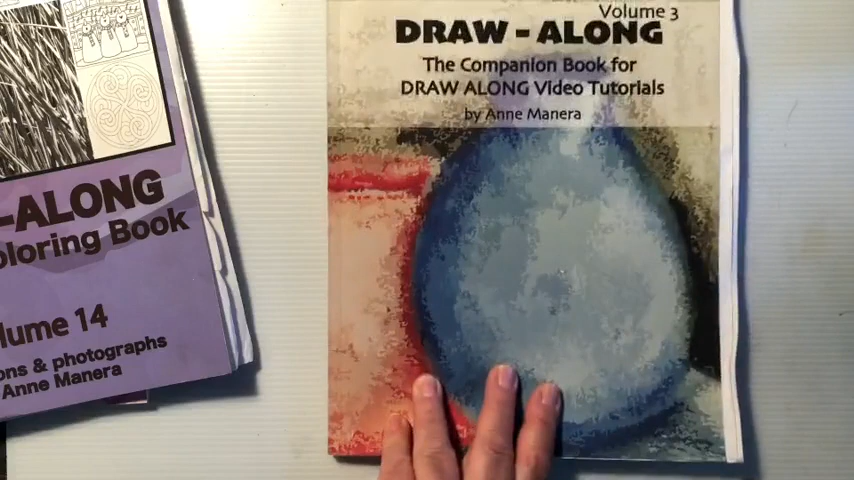 -ALONG
oloring Book
lume 14
ons & photographs
Anne Manera
Volume 3
DRAW - ALONG
The Companion Book for
DRAW ALONG Video Tutorials
by Anne Manera